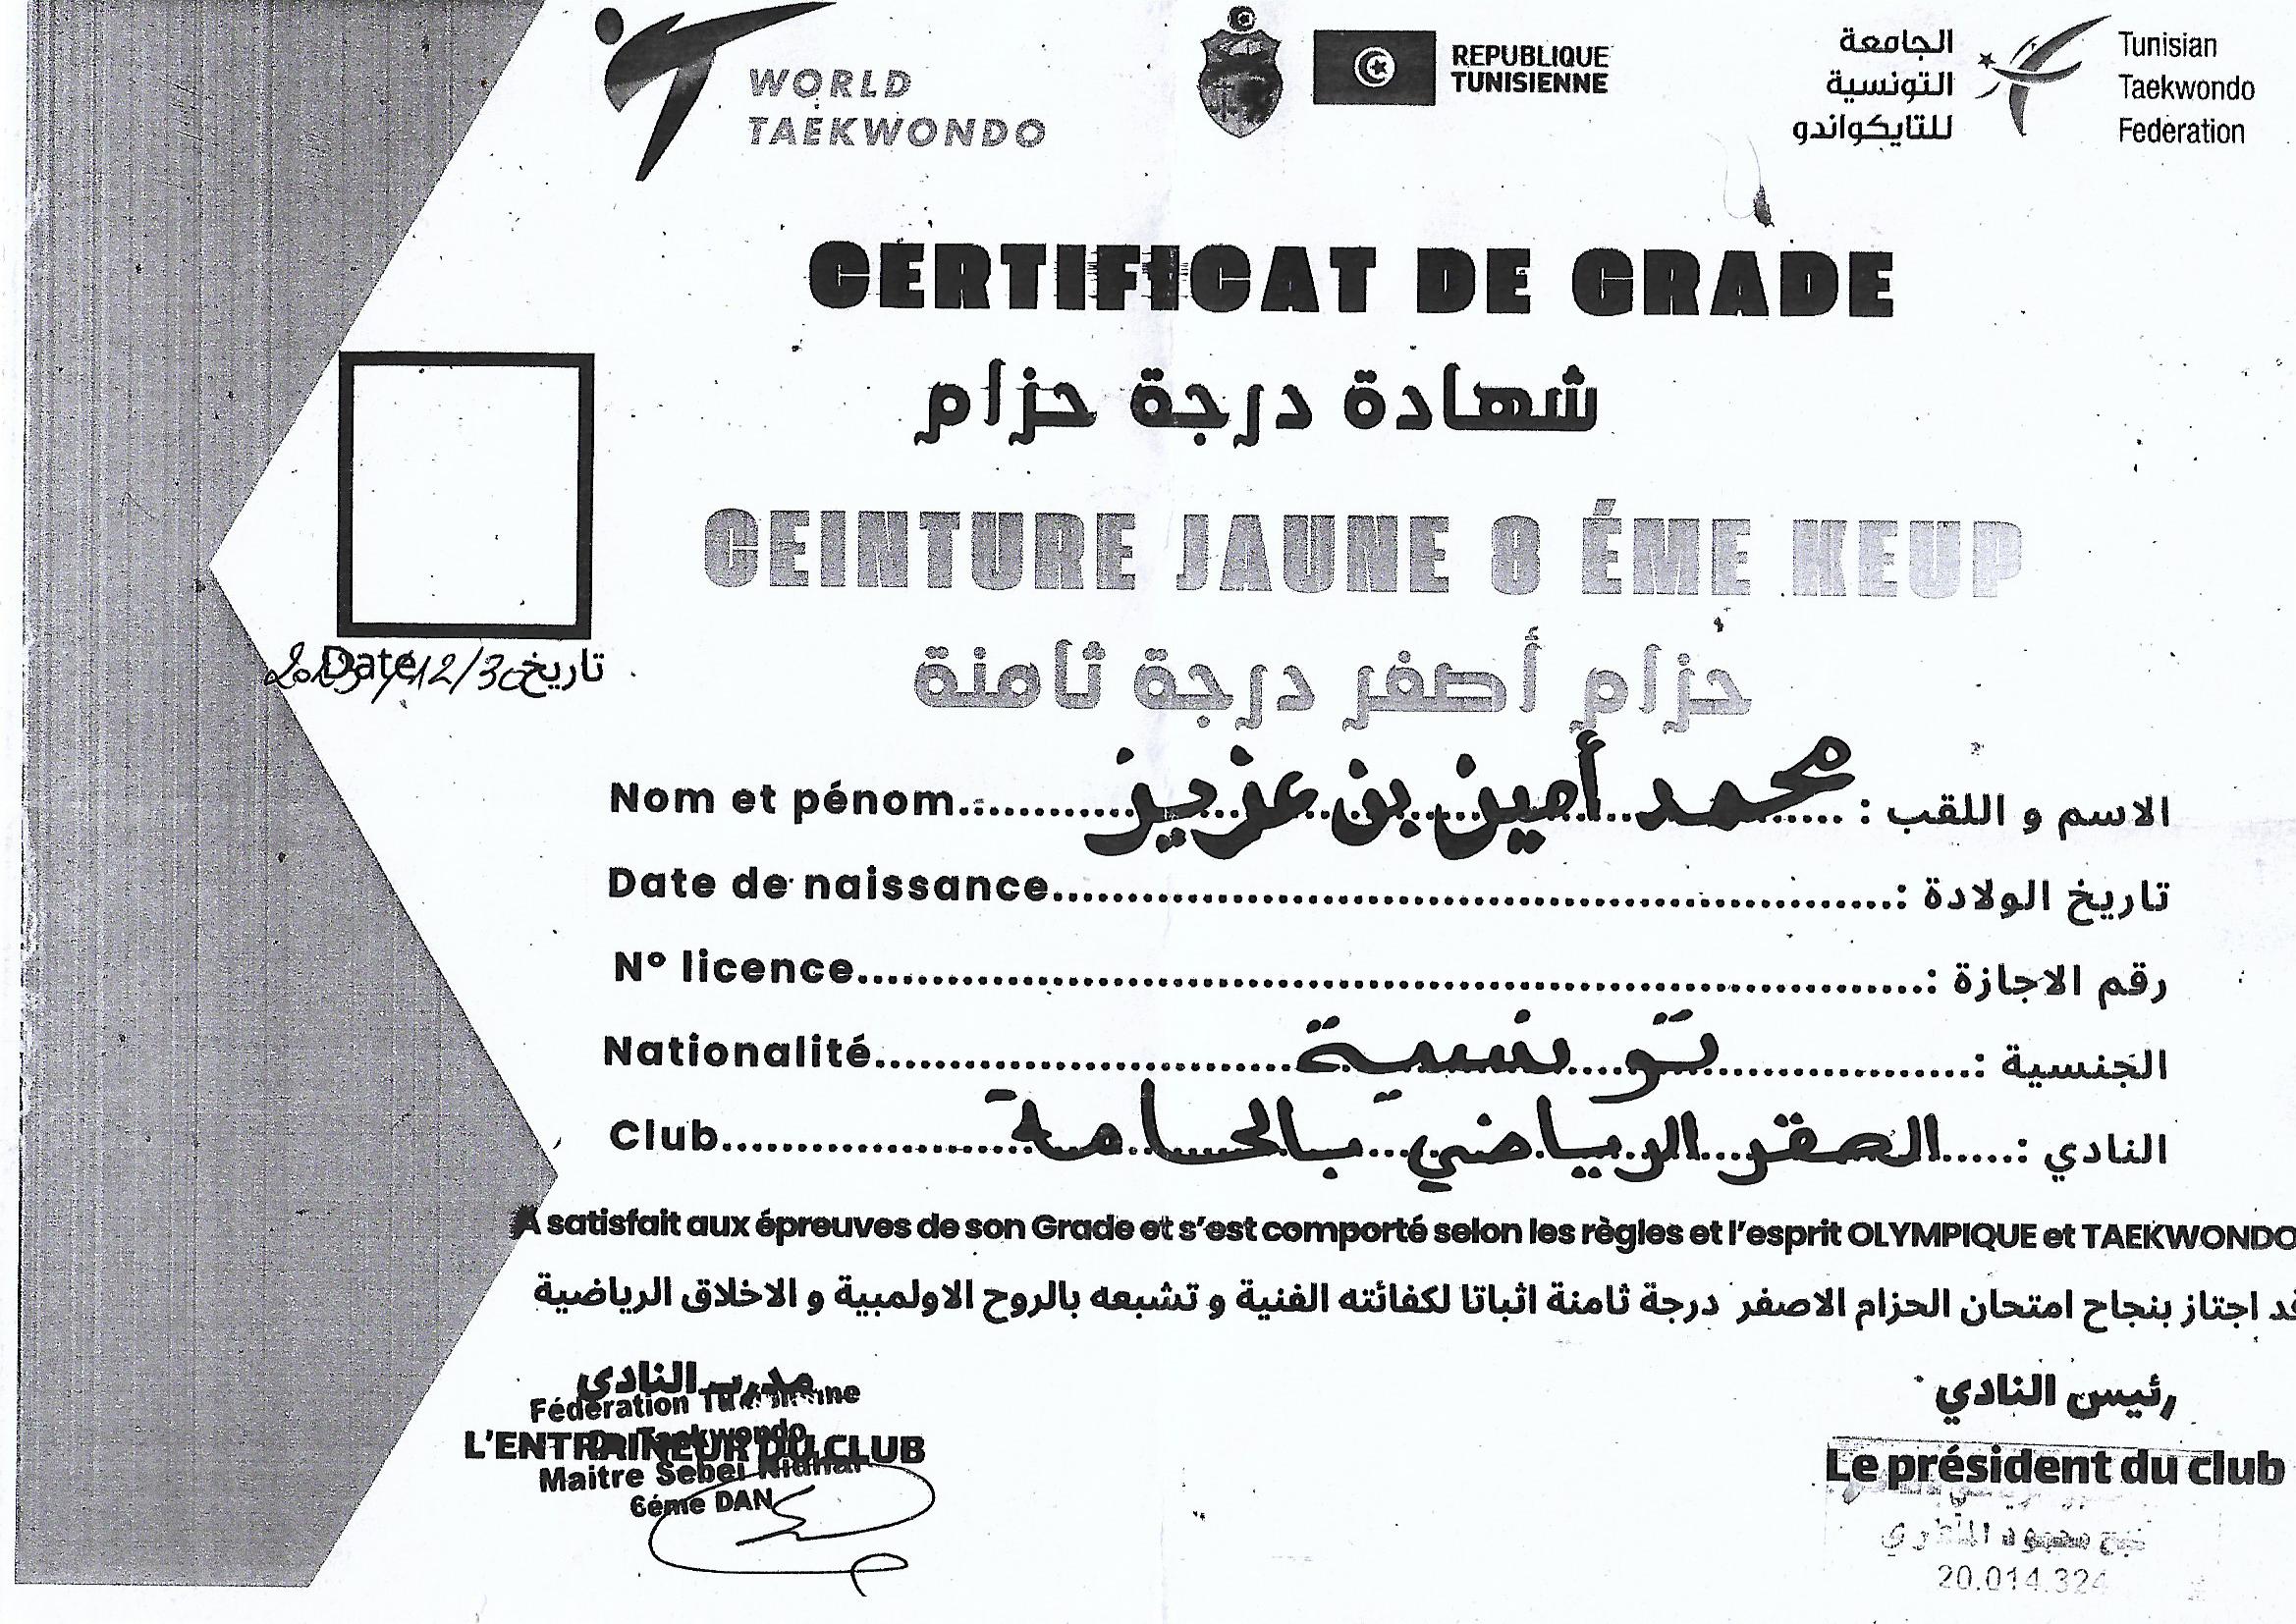 WORLD
TAEKWONDO
REPUBLIQUE
TUNISIENNE
الجامعة
التونسية
للتايكواندو
Tunisian
Taekwondo
Federation
CERTIFICAT DE GRADE
شهادة درجة حزام
CEINTURE JAUNE 8 ÉME KEUP
حزام أصفر درجة ثامنة
Date 12/30 تاريخ
Nom et pénom............ محمد أمين بن عزيز ............ : الاسم و اللقب
Date de naissance............ : تاريخ الولادة
N° licence............ : رقم الاجازة
Nationalité............ تونسية ............ : الجنسية
Club............ الصقر الرياضي بالحامة ............ : النادي
A satisfait aux épreuves de son Grade et s'est comporté selon les règles et l'esprit OLYMPIQUE et TAEKWONDO
اجتاز بنجاح امتحان الحزام الاصفر درجة ثامنة اثباتا لكفائته الفنية و تشبعه بالروح الاولمبية و الاخلاق الرياضية
مدرب النادي
Fédération
L'ENTRAINEUR DU CLUB
De Taekwondo
Maitre Sebei
6éme DAN
رئيس النادي
Le président du club
20.014.324